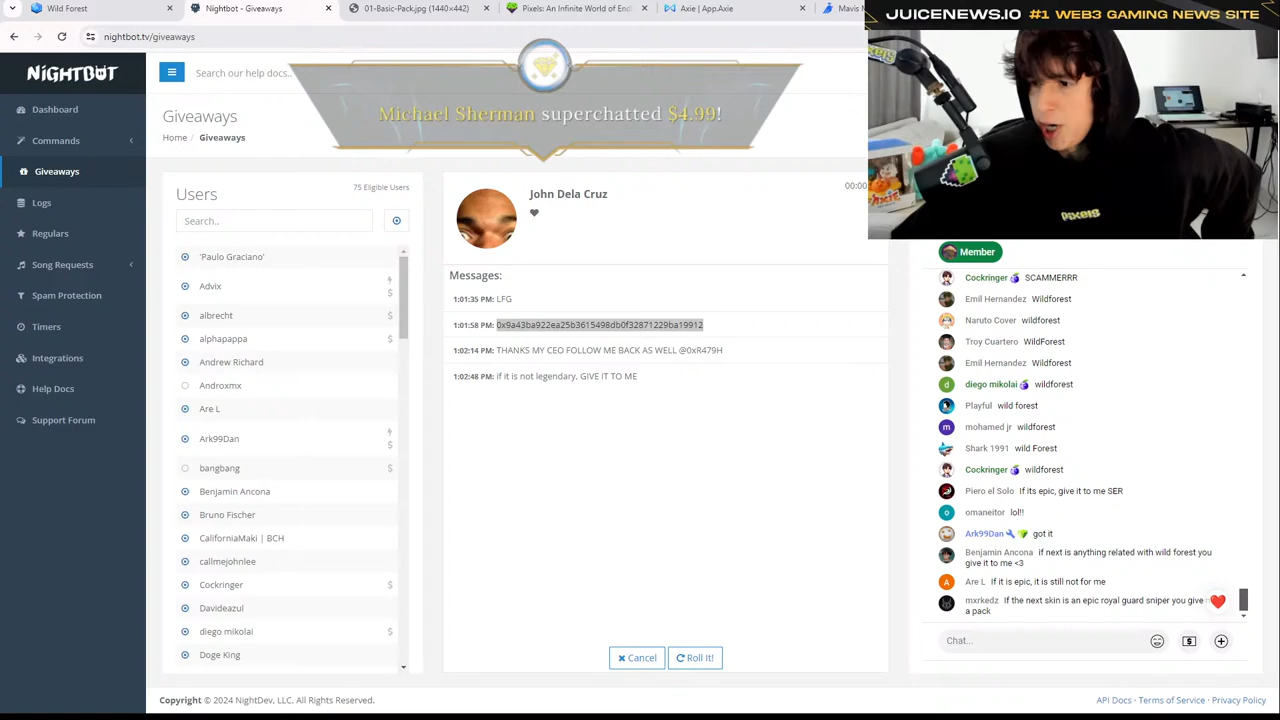 Wild Forest
Nightbot - Giveaways
01-Basic-Pack.jpg (1440×442)
Pixels: An Infinite World of End
Axie | App.Axie
Mavis
nightbot.tv/giveaways
JUICENEWS.IO #1 WEB3 GAMING NEWS SITE
NIGHTBOT
Search our help docs..
Michael Sherman superchatted $4.99!
Dashboard
Commands
Giveaways
Logs
Regulars
Song Requests
Spam Protection
Timers
Integrations
Help Docs
Support Forum
Giveaways
Home / Giveaways
Users
75 Eligible Users
Search..
'Paulo Graciano'
Advix
$
albrecht
alphapappa
Andrew Richard
Androxmx
Are L
Ark99Dan
$
bangbang $
Benjamin Ancona
Bruno Fischer
CaliforniaMaki | BCH
callmejohnlee
Cockringer $
Davideazul
diego mikolai $
Doge King
John Dela Cruz
00:00
Messages:
1:01:35 PM: LFG
1:01:58 PM: 0x9a43ba922ea25b3615498db0f32871229ba19912
1:02:14 PM: THANKS MY CEO FOLLOW ME BACK AS WELL @0xR479H
1:02:48 PM: if it is not legendary, GIVE IT TO ME
Cancel
Roll It!
PIXELS
Member
Cockringer SCAMMERRR
Emil Hernandez Wildforest
Naruto Cover wildforest
Troy Cuartero WildForest
Emil Hernandez Wildforest
diego mikolai wildforest
Playful wild forest
mohamed jr wildforest
Shark 1991 wild Forest
Cockringer wildforest
Piero el Solo If its epic, give it to me SER
omaneitor lol!!
Ark99Dan got it
Benjamin Ancona if next is anything related with wild forest you
give it to me <3
Are L If it is epic, it is still not for me
mxrkedz If the next skin is an epic royal guard sniper you give
a pack
Chat...
Copyright © 2024 NightDev, LLC. All Rights Reserved.
API Docs · Terms of Service · Privacy Policy